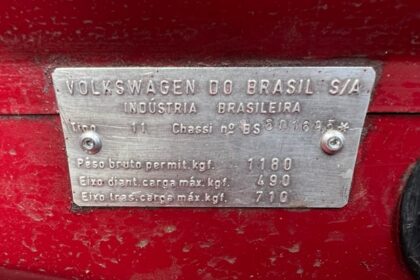 VOLKSWAGEN DO BRASIL S/A
INDÚSTRIA BRASILEIRA
Tipo 11 Chassi nº BS
Peso bruto permit.kgf. 1180
Eixo diant.carga máx.kgf. 490
Eixo tras.carga máx.kgf. 710